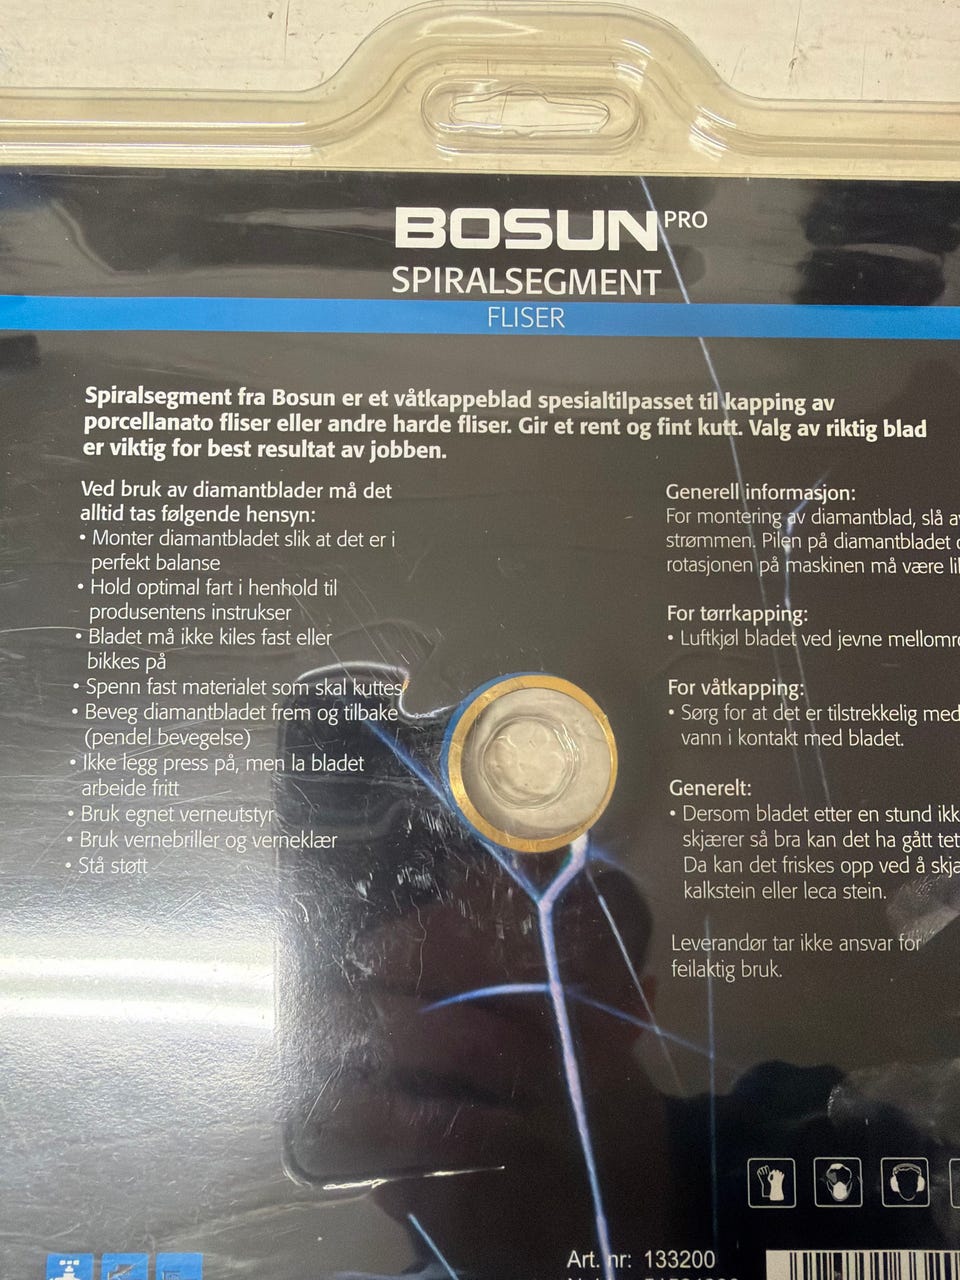 BOSUN PRO
SPIRALSEGMENT
FLISER
Spiralsegment fra Bosun er et våtkappeblad spesialtilpasset til kapping av
porcellanato fliser eller andre harde fliser. Gir et rent og fint kutt. Valg av riktig blad
er viktig for best resultat av jobben.
Ved bruk av diamantblader må det
alltid tas følgende hensyn:
• Monter diamantbladet slik at det er i
perfekt balanse
• Hold optimal fart i henhold til
produsentens instrukser
• Bladet må ikke kiles fast eller
bikkes på
• Spenn fast materialet som skal kuttes
• Beveg diamantbladet frem og tilbake
(pendel bevegelse)
• Ikke legg press på, men la bladet
arbeide fritt
• Bruk egnet verneutstyr
• Bruk vernebriller og verneklær
• Stå støtt
Generell informasjon:
For montering av diamantblad, slå
strømmen. Pilen på diamantbladet
rotasjonen på maskinen må være
For tørrkapping:
• Luftkjøl bladet ved jevne
For våtkapping:
• Sørg for at det er tilstrekkelig med
vann i kontakt med bladet.
Generelt:
• Dersom bladet etter en stund
skjærer så bra kan det ha gått
Da kan det friskes opp ved å
kalkstein eller leca stein.
Leverandør tar ikke ansvar for
feilaktig bruk.
Art. nr: 133200